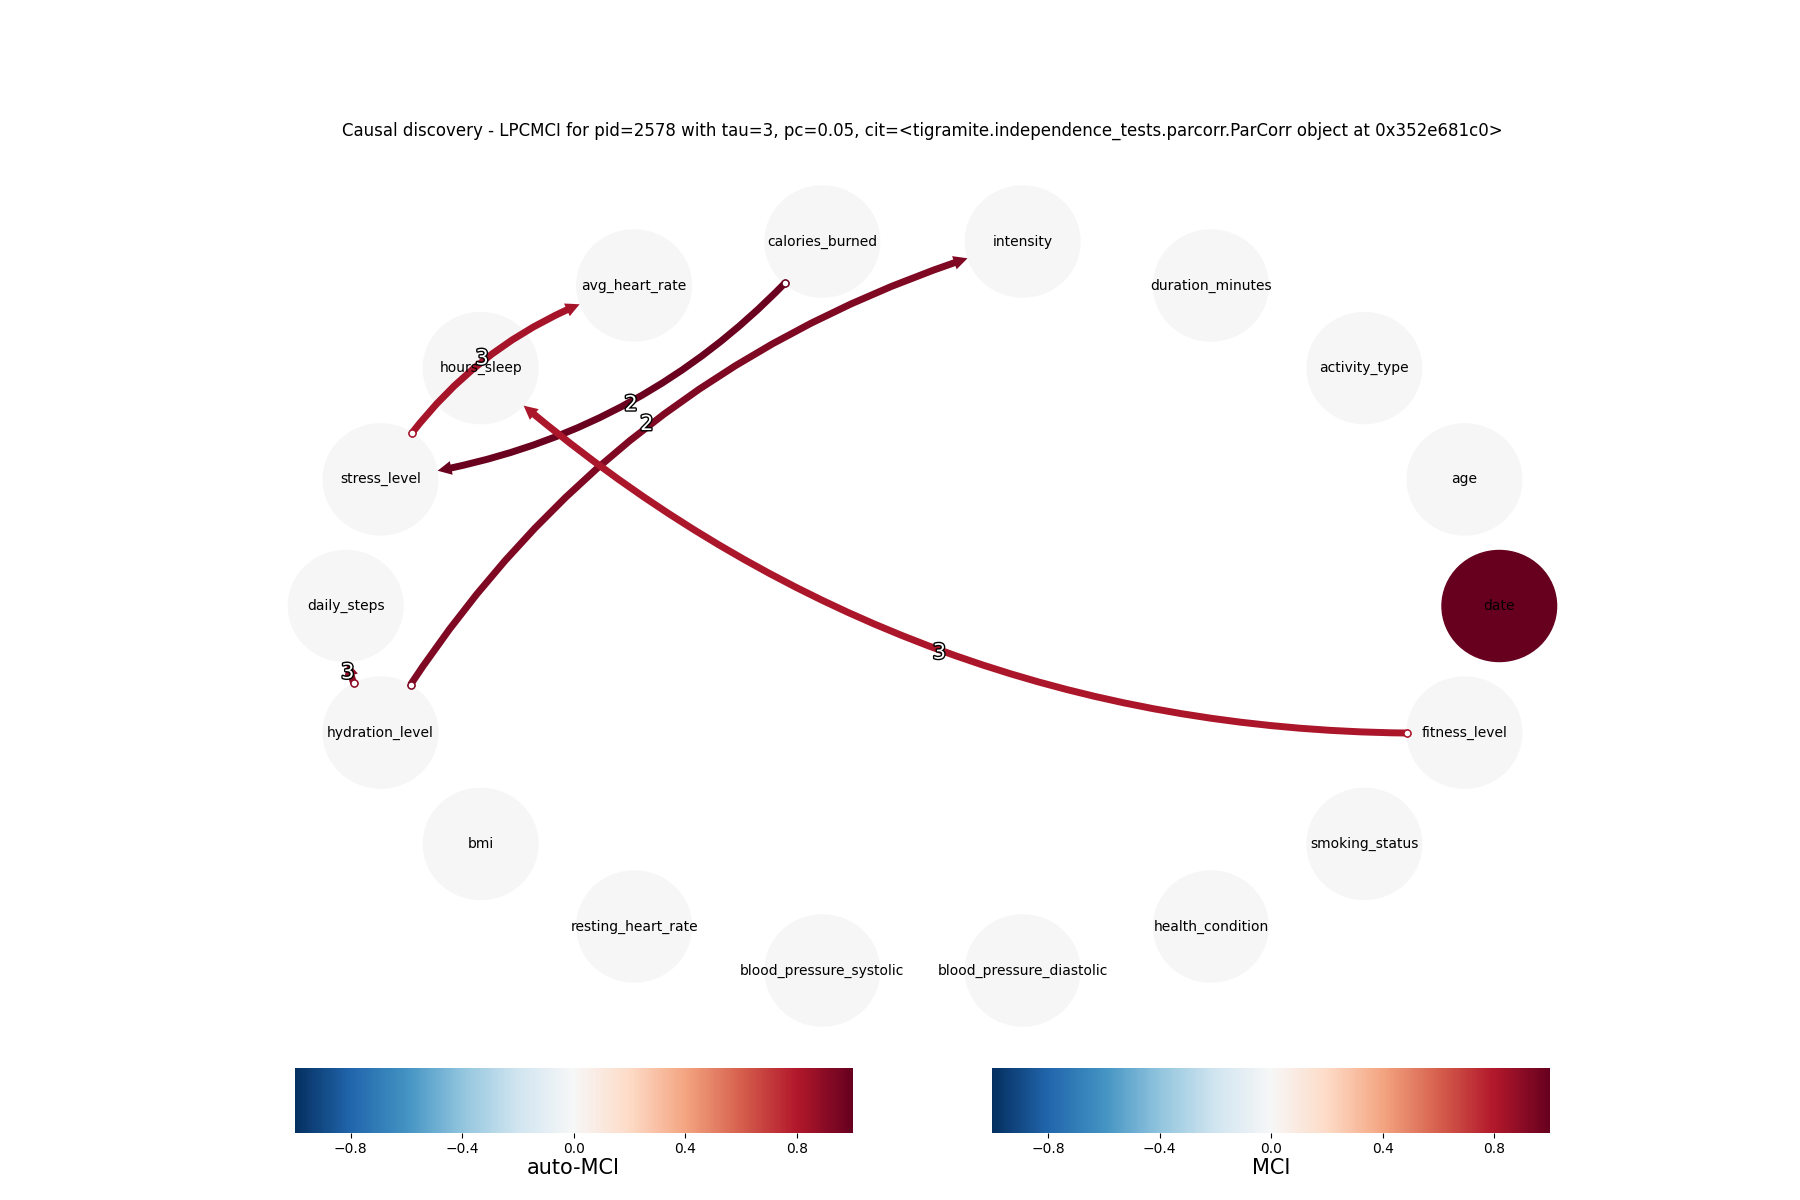 Causal discovery - LPCMCI for pid=2578 with tau=3, pc=0.05, cit=<tigramite.independence_tests.parcorr.ParCorr object at 0x352e681c0>
calories_burned
intensity
avg_heart_rate
duration_minutes
3
hours_sleep
activity_type
2
2
stress_level
age
daily_steps
date
3
3
hydration_level
fitness_level
bmi
smoking_status
resting_heart_rate
health_condition
blood_pressure_systolic
blood_pressure_diastolic
−0.8 −0.4 0.0 0.4 0.8
auto-MCI
−0.8 −0.4 0.0 0.4 0.8
MCI